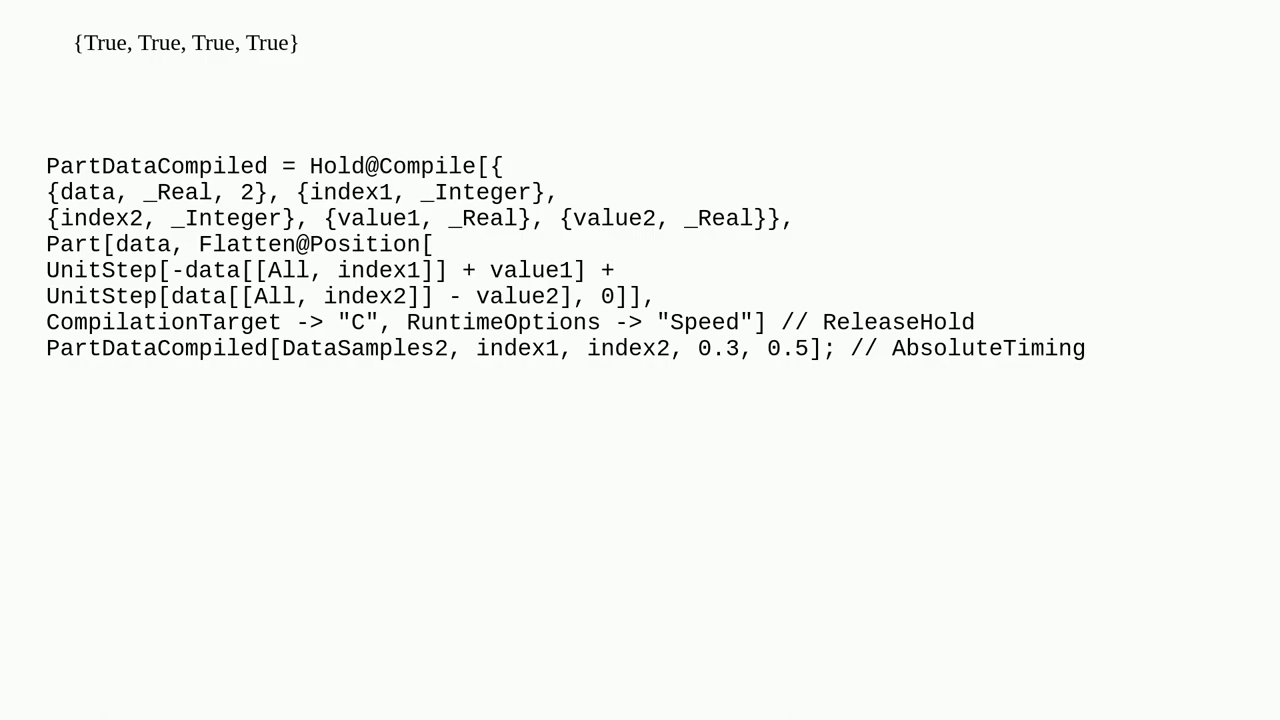 {True, True, True, True}
PartDataCompiled = Hold@Compile[{
{data, _Real, 2}, {index1, _Integer},
{index2, _Integer}, {value1, _Real}, {value2, _Real}},
Part[data, Flatten@Position[
UnitStep[-data[[All, index1]] + value1] +
UnitStep[data[[All, index2]] - value2], 0]],
CompilationTarget -> "C", RuntimeOptions -> "Speed"] // ReleaseHold
PartDataCompiled[DataSamples2, index1, index2, 0.3, 0.5]; // AbsoluteTiming